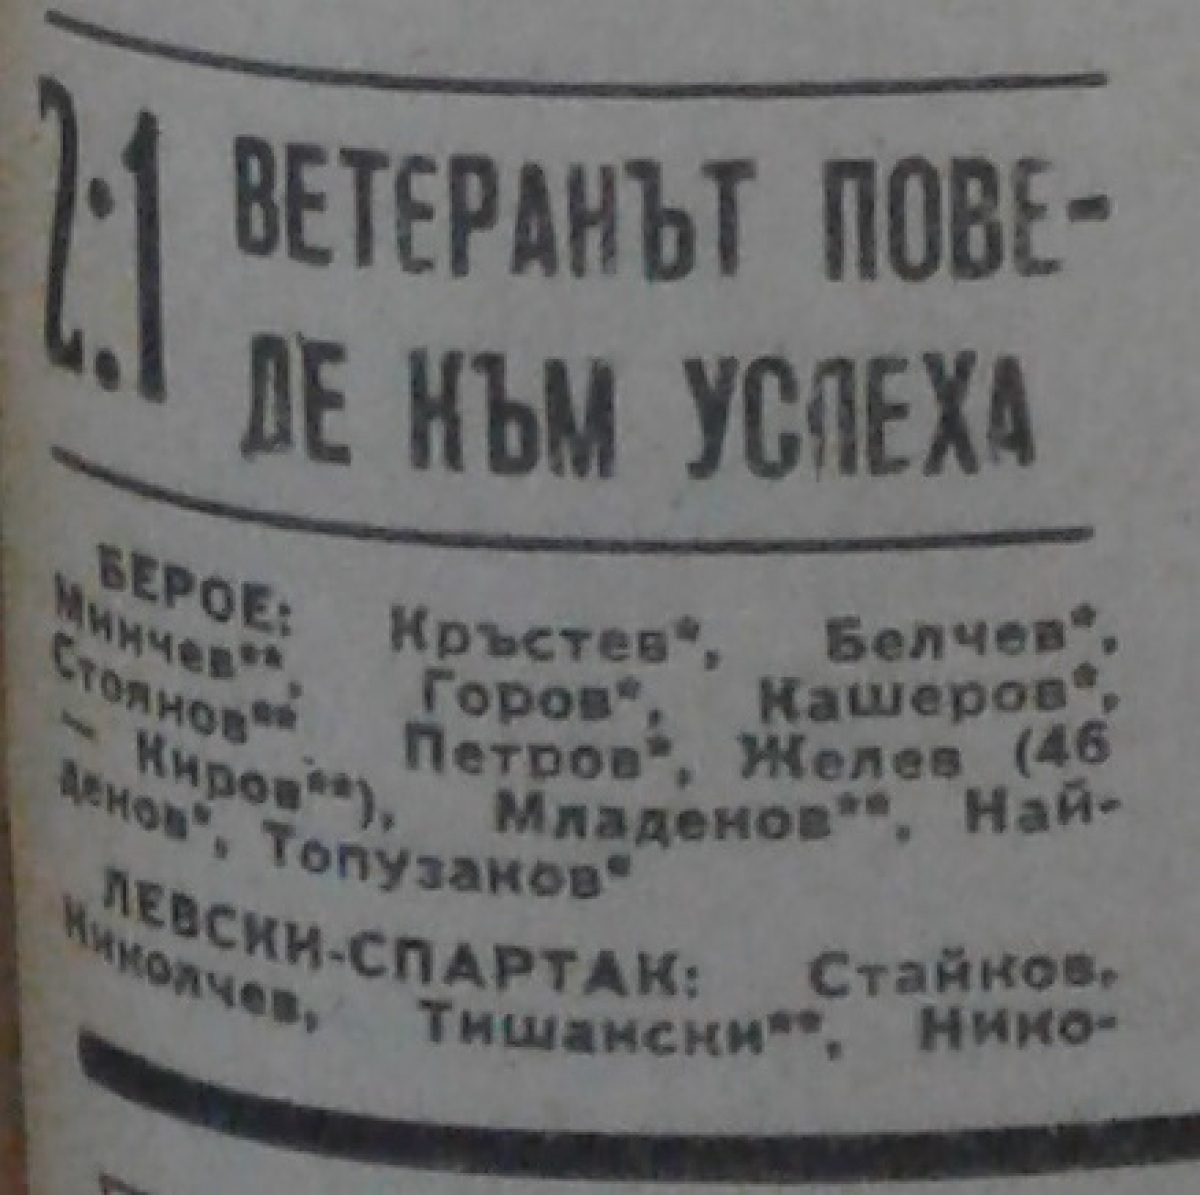 2:1 ВЕТЕРАНЪТ ПОВЕ-
ДЕ КЪМ УСПЕХА
БЕРОЕ: Кръстев*, Белчев*,
Минчев**, Горов*, Кашеров*,
Стоянов** Петров*, Желев (46
— Киров**), Младенов**, Най-
денов*, Топузаков*
ЛЕВСКИ-СПАРТАК: Стайков,
Николчев, Тишански**, Нико-